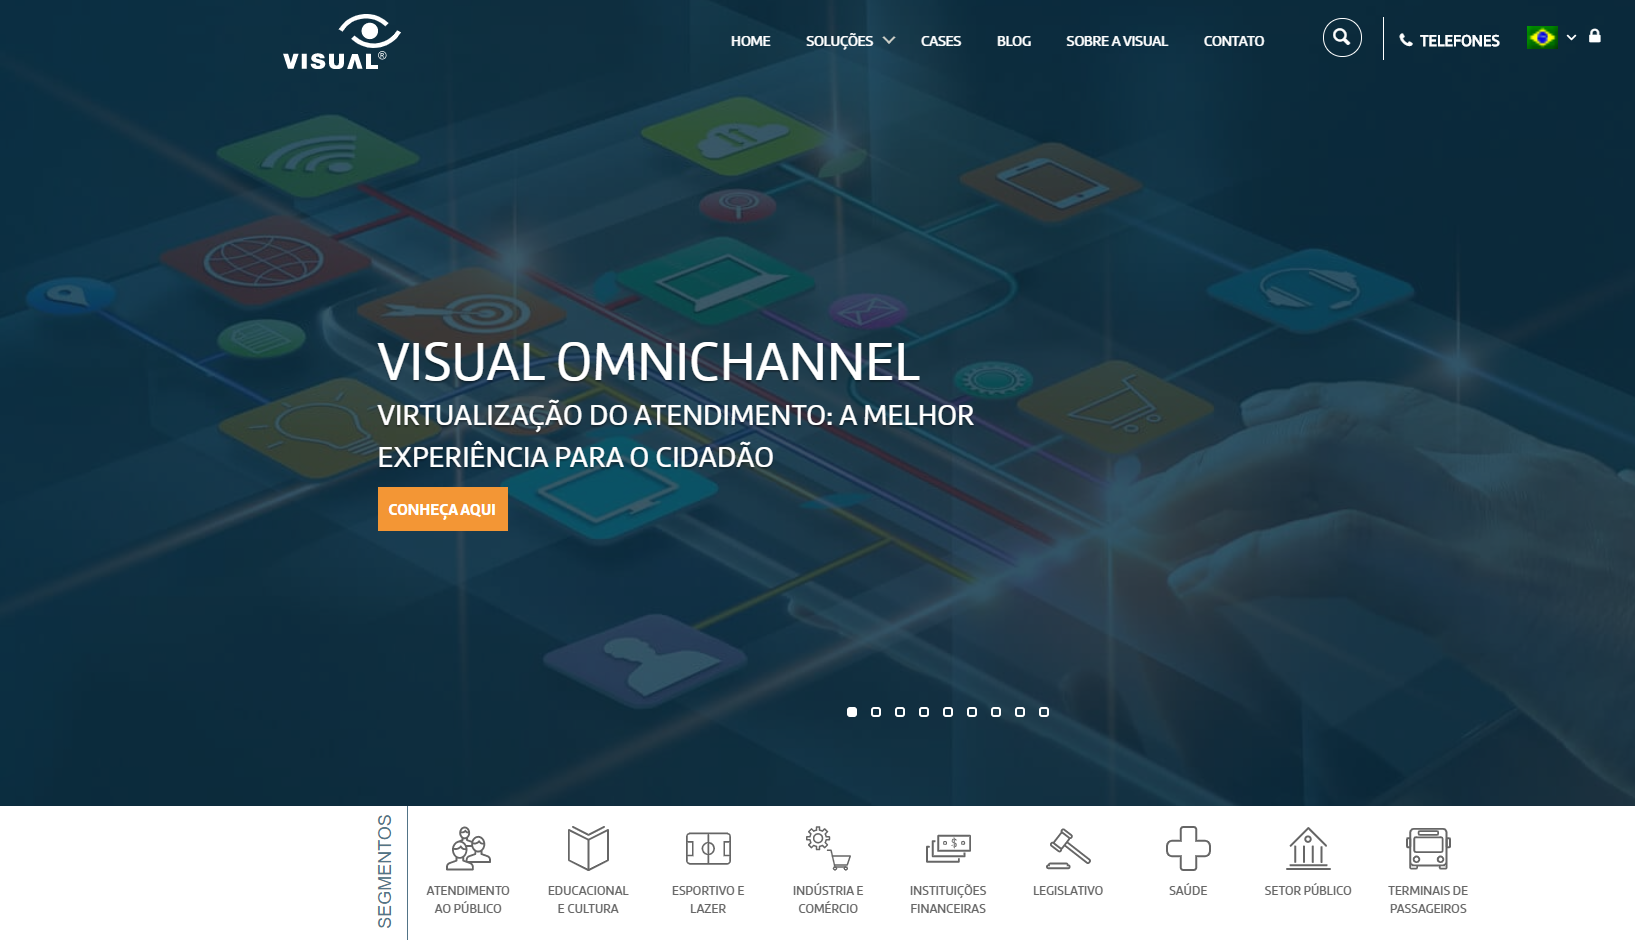 VISUAL®
HOME
SOLUÇÕES
CASES
BLOG
SOBRE A VISUAL
CONTATO
TELEFONES
VISUAL OMNICHANNEL
VIRTUALIZAÇÃO DO ATENDIMENTO: A MELHOR
EXPERIÊNCIA PARA O CIDADÃO
CONHEÇA AQUI
SEGMENTOS
ATENDIMENTO
AO PÚBLICO
EDUCACIONAL
E CULTURA
ESPORTIVO E
LAZER
INDÚSTRIA E
COMÉRCIO
INSTITUIÇÕES
FINANCEIRAS
LEGISLATIVO
SAÚDE
SETOR PÚBLICO
TERMINAIS DE
PASSAGEIROS